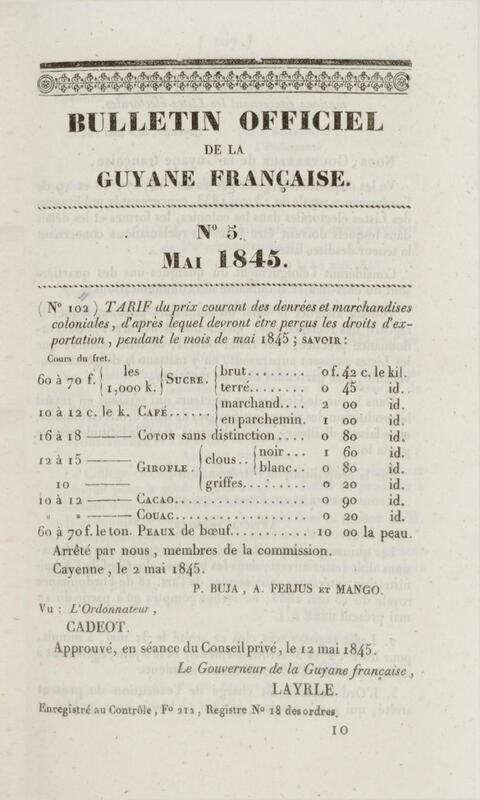 BULLETIN OFFICIEL
DE LA
GUYANE FRANÇAISE.
Nº 5.
MAI 1845.
( Nº 102 ) TARIF du prix courant des denrées et marchandises
coloniales, d'après lequel devront être perçus les droits d'ex-
portation, pendant le mois de mai 1845 ; SAVOIR :
Cours du fret.
60 à 70 f. { les 1,000 k. } SUCRE. { brut........ 0 f. 42 c. le kil.
terré........ 0 45 id.
10 à 12 c. le k. CAFÉ...... { marchand.... 2 00 id.
en parchemin. 1 00 id.
16 à 18 ——— COTON sans distinction .... 0 80 id.
12 à 15 ——— GIROFLE. { clous.. { noir... 1 60 id.
blanc.. 0 80 id.
10 ——— griffes........ 0 20 id.
10 à 12 ——— CACAO................... 0 90 id.
» » ——— COUAC................... 0 20 id.
60 à 70 f. le ton. PEAUX de bœuf........... 10 00 la peau.
Arrêté par nous , membres de la commission.
Cayenne, le 2 mai 1845.
P. BUJA , A. FERJUS ET MANGO.
Vu : L'Ordonnateur ,
CADEOT.
Approuvé, en séance du Conseil privé, le 12 mai 1845.
Le Gouverneur de la Guyane française ,
LAYRLE.
Enregistré au Contrôle , Fº 212 , Registre Nº 18 des ordres.
10